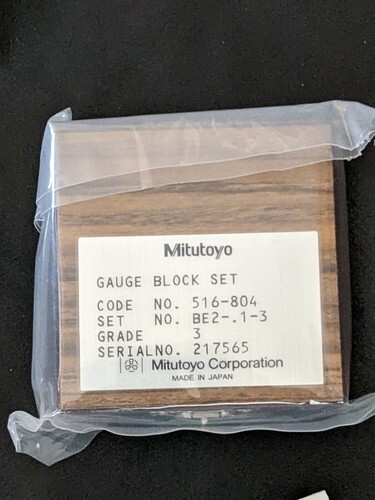 Mitutoyo
GAUGE BLOCK SET
CODE NO. 516-804
SET NO. BE2-.1-3
GRADE 3
SERIALNO. 217565
Mitutoyo Corporation
MADE IN JAPAN